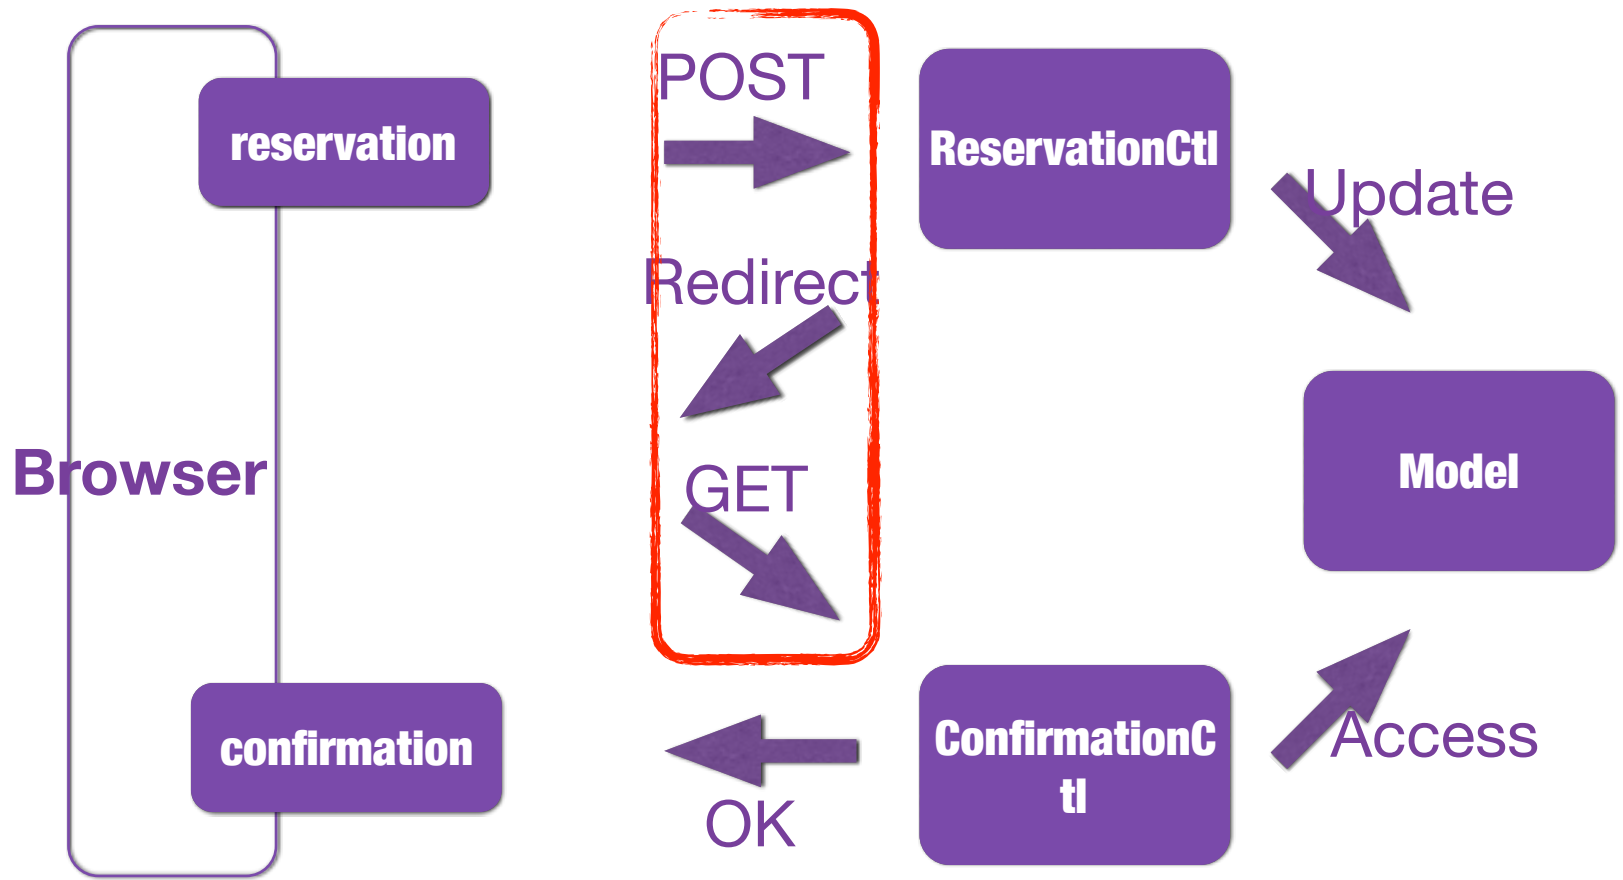 POST
reservation
ReservationCtl
Update
Redirect
Browser
GET
Model
confirmation
ConfirmationC
tl
Access
OK